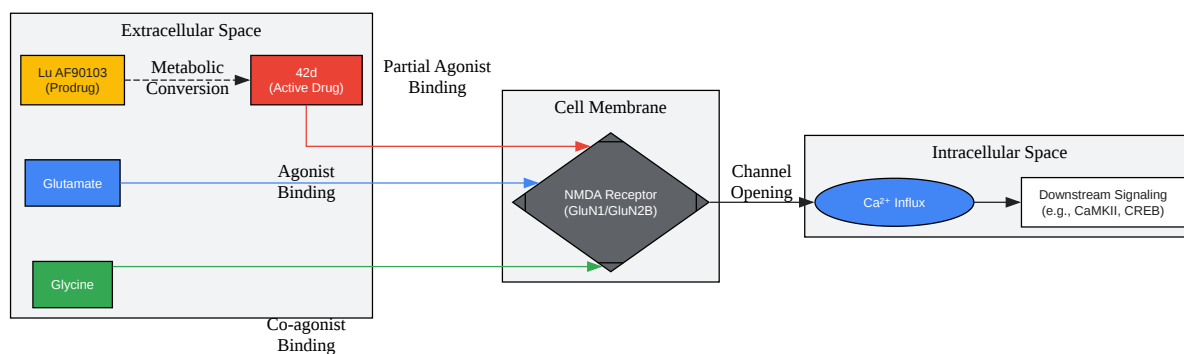 Extracellular Space
Lu AF90103
(Prodrug)
Metabolic
Conversion
42d
(Active Drug)
Partial Agonist
Binding
Glutamate
Agonist
Binding
Glycine
Co-agonist
Binding
Cell Membrane
NMDA Receptor
(GluN1/GluN2B)
Channel
Opening
Intracellular Space
Ca²⁺ Influx
Downstream Signaling
(e.g., CaMKII, CREB)